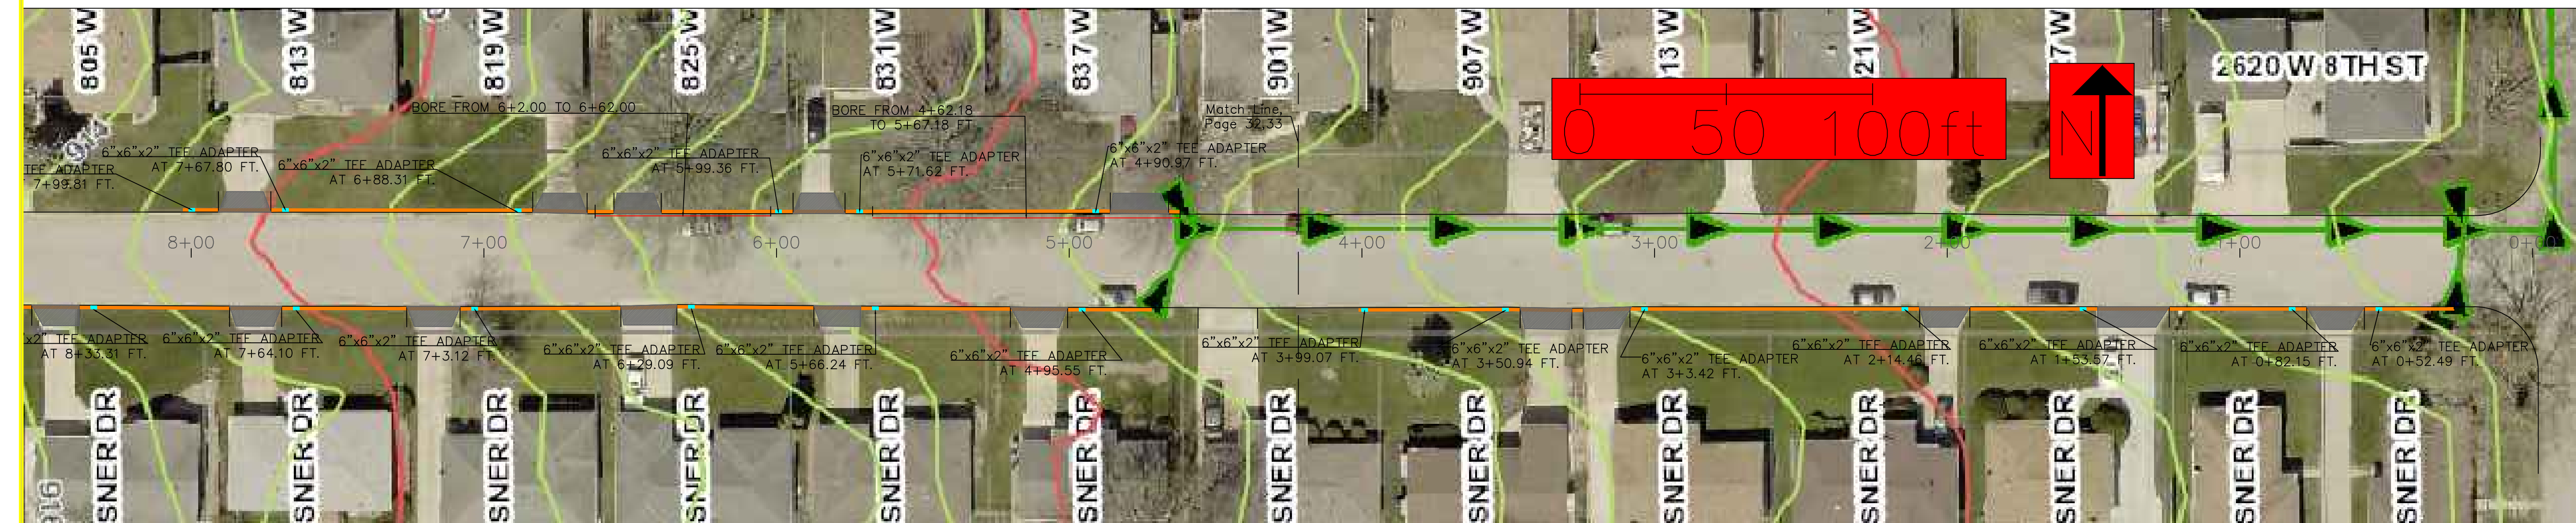 805 W
813 W
819 W
825 W
831 W
837 W
901 W
907 W
13 W
21 W
7 W
2620 W 8TH ST
BORE FROM 6+2.00 TO 6+62.00
BORE FROM 4+62.18
TO 5+67.18 FT.
Match Line,
Page 32,33
0 50 100ft
N
TEE ADAPTER
7+99.81 FT.
6"x6"x2" TEE ADAPTER
AT 7+67.80 FT.
6"x6"x2" TEE ADAPTER
AT 6+88.31 FT.
6"x6"x2" TEE ADAPTER
AT 5+99.36 FT.
6"x6"x2" TEE ADAPTER
AT 5+71.62 FT.
6"x6"x2" TEE ADAPTER
AT 4+90.97 FT.
8+00
7+00
6+00
5+00
4+00
3+00
2+00
1+00
0+00
x2" TEE ADAPTER
AT 8+33.31 FT.
6"x6"x2" TEE ADAPTER
AT 7+64.10 FT.
6"x6"x2" TEE ADAPTER
AT 7+3.12 FT.
6"x6"x2" TEE ADAPTER
AT 6+29.09 FT.
6"x6"x2" TEE ADAPTER
AT 5+66.24 FT.
6"x6"x2" TEE ADAPTER
AT 4+95.55 FT.
6"x6"x2" TEE ADAPTER
AT 3+99.07 FT.
6"x6"x2" TEE ADAPTER
AT 3+50.94 FT.
6"x6"x2" TEE ADAPTER
AT 3+3.42 FT.
6"x6"x2" TEE ADAPTER
AT 2+14.46 FT.
6"x6"x2" TEE ADAPTER
AT 1+53.57 FT.
6"x6"x2" TEE ADAPTER
AT 0+82.15 FT.
6"x6"x2" TEE ADAPTER
AT 0+52.49 FT.
916
SNER DR
SNER DR
SNER DR
SNER DR
SNER DR
SNER DR
SNER DR
SNER DR
SNER DR
SNER DR
SNER DR
SNER DR
SNER DR